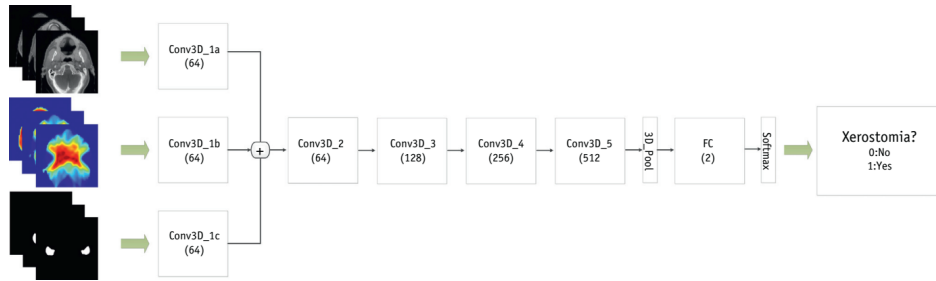 Conv3D_1a
(64)
Conv3D_1b
(64)
Conv3D_1c
(64)
+
Conv3D_2
(64)
Conv3D_3
(128)
Conv3D_4
(256)
Conv3D_5
(512)
3D_Pool
FC
(2)
Softmax
Xerostomia?
0:No
1:Yes